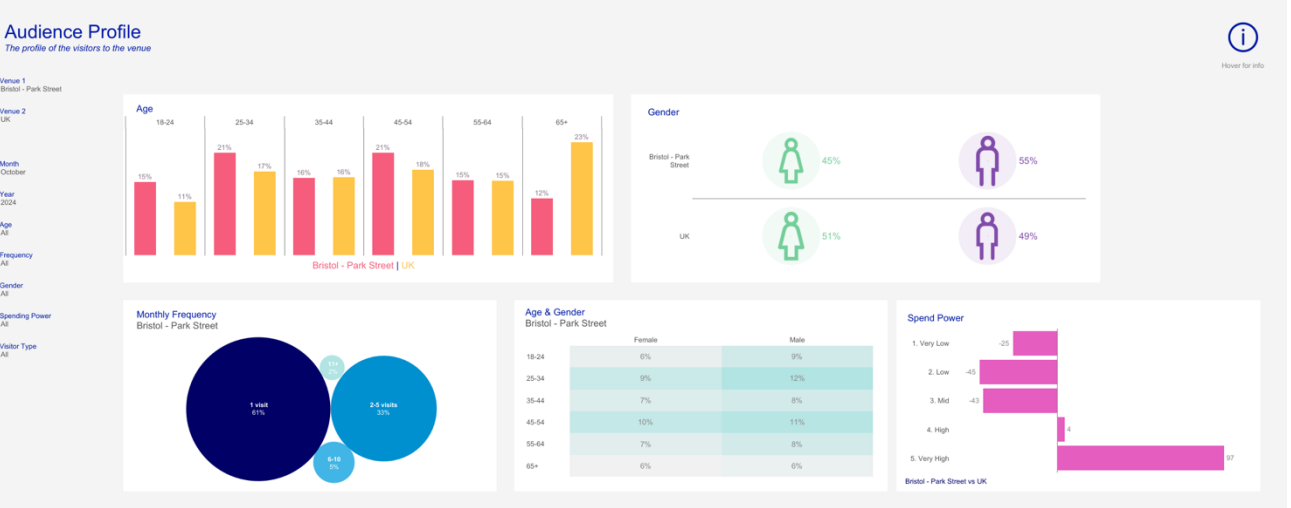 Audience Profile
The profile of the visitors to the venue
Hover for info
Venue 1
Bristol - Park Street
Venue 2
UK
Month
October
Year
2024
Age
All
Frequency
All
Gender
All
Spending Power
All
Visitor Type
All
Age
18-24 25-34 35-44 45-54 55-64 65+
15% 11% 21% 17% 16% 16% 21% 18% 15% 15% 12% 23%
Bristol - Park Street | UK
Gender
Bristol - Park
Street
45% 55%
UK 51% 49%
Monthly Frequency
Bristol - Park Street
1 visit
61%
11+
2%
2-5 visits
33%
6-10
5%
Age & Gender
Bristol - Park Street
Female Male
18-24 6% 9%
25-34 9% 12%
35-44 7% 8%
45-54 10% 11%
55-64 7% 8%
65+ 6% 6%
Spend Power
1. Very Low -25
2. Low -45
3. Mid -43
4. High 4
5. Very High 97
Bristol - Park Street vs UK